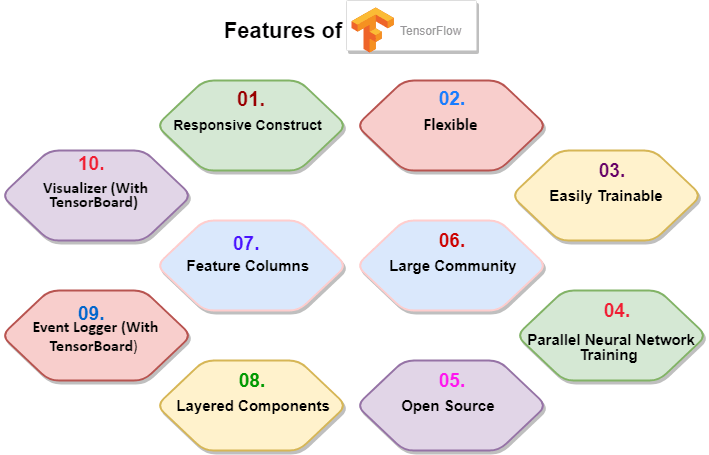 Features of TensorFlow
01.
Responsive Construct
02.
Flexible
03.
Easily Trainable
04.
Parallel Neural Network
Training
05.
Open Source
06.
Large Community
07.
Feature Columns
08.
Layered Components
09.
Event Logger (With
TensorBoard)
10.
Visualizer (With
TensorBoard)